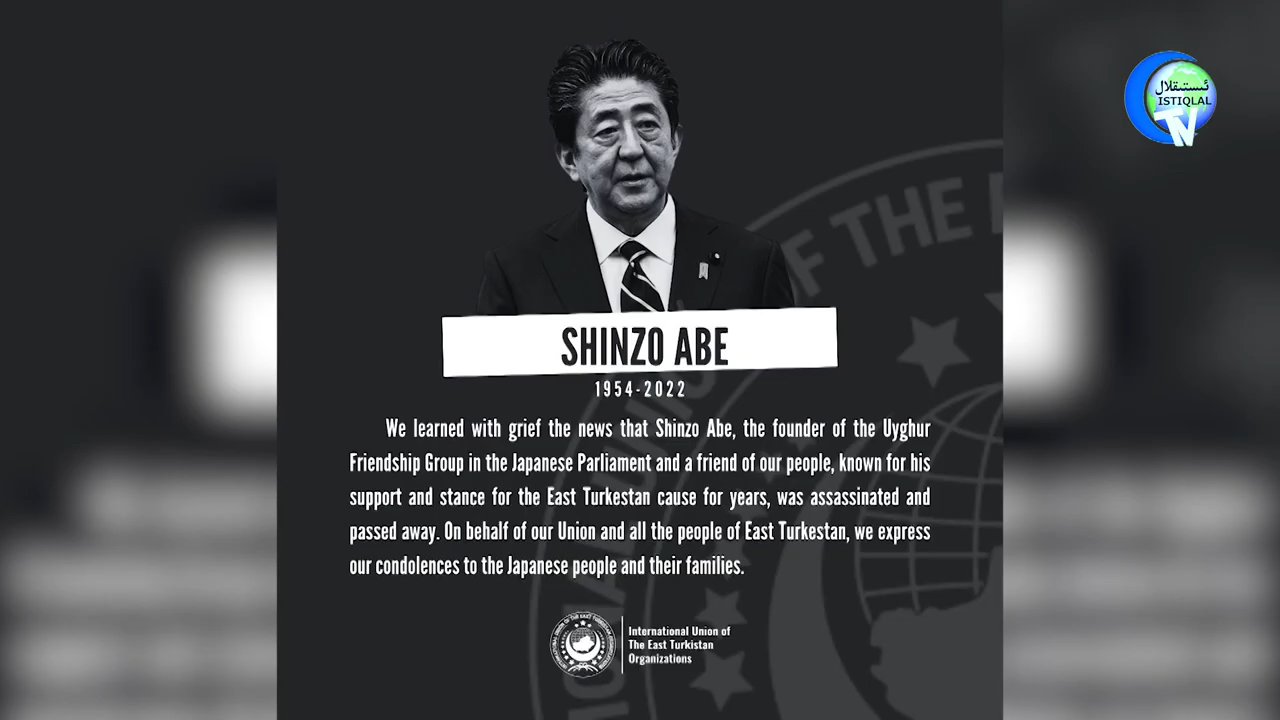 ئىستىقلال
ISTIQLAL
TV
SHINZO ABE
1954-2022
We learned with grief the news that Shinzo Abe, the founder of the Uyghur
Friendship Group in the Japanese Parliament and a friend of our people, known for his
support and stance for the East Turkestan cause for years, was assassinated and
passed away. On behalf of our Union and all the people of East Turkestan, we express
our condolences to the Japanese people and their families.
International Union of
The East Turkistan
Organizations
OF THE